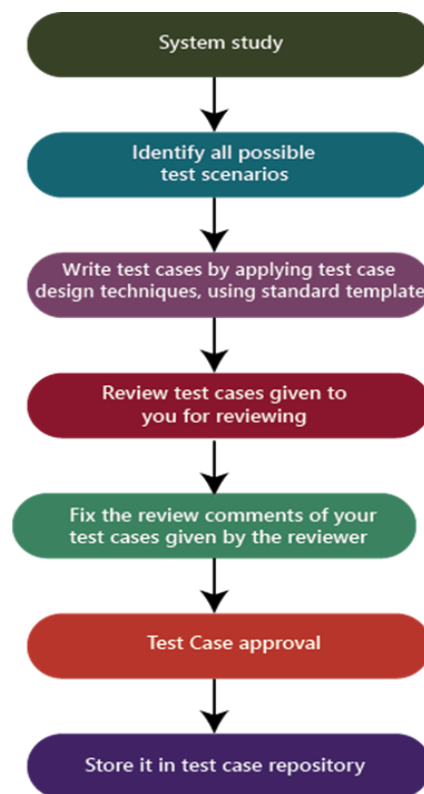 System study
Identify all possible
test scenarios
Write test cases by applying test case
design techniques, using standard template
Review test cases given to
you for reviewing
Fix the review comments of your
test cases given by the reviewer
Test Case approval
Store it in test case repository